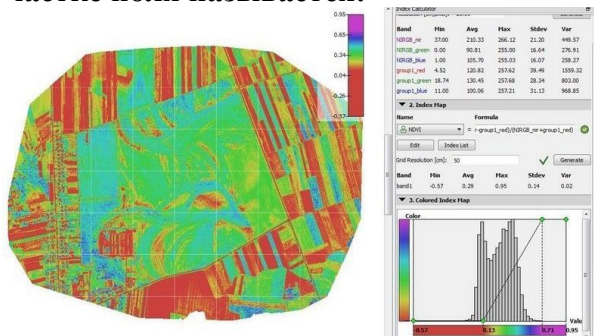 0.95
0.65
0.34
0.04
-0.26
-0.57
Index Calculator
Band Min Avg Max Stdev Var
NIRGB_nir 37.00 210.33 266.12 21.20 449.57
NIRGB_green 0.00 90.81 255.00 16.64 276.91
NIRGB_blue 1.00 105.70 255.03 16.07 258.27
group1_red 4.52 120.82 257.62 39.49 1559.32
group1_green 18.74 130.45 257.68 28.34 803.00
group1_blue 11.00 100.06 257.21 31.13 968.85
2. Index Map
Name Formula
NDVI = r-group1_red)/(NIRGB_nir+group1_red)
Edit Index List
Grid Resolution [cm]: 50 Generate
Band Min Avg Max Stdev Var
band1 -0.57 0.29 0.95 0.14 0.02
3. Colored Index Map
Color
Valu
-0.57 0.13 0.71 0.95